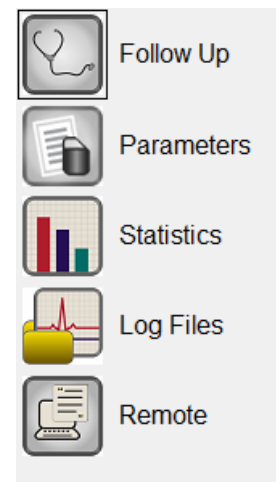 Follow Up
Parameters
Statistics
Log Files
Remote